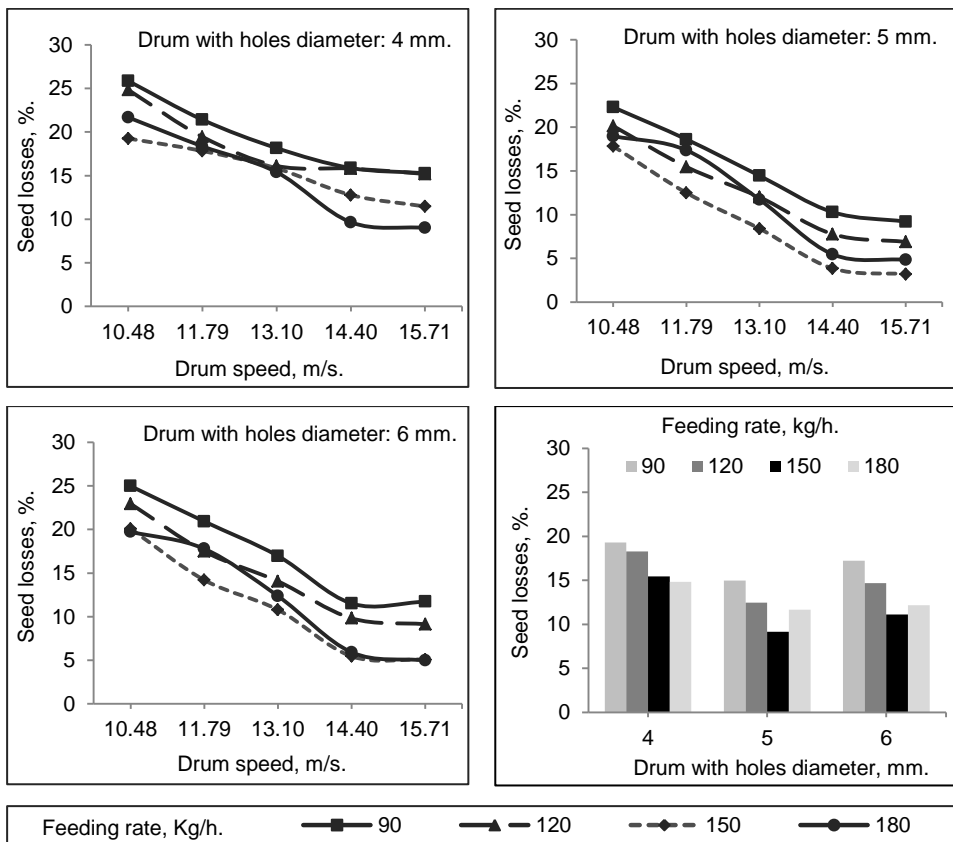 Drum with holes diameter: 4 mm.
30
25
20
15
10
5
0
Seed losses, %.
10.48 11.79 13.10 14.40 15.71
Drum speed, m/s.
Drum with holes diameter: 5 mm.
30
25
20
15
10
5
0
Seed losses, %.
10.48 11.79 13.10 14.40 15.71
Drum speed, m/s.
Drum with holes diameter: 6 mm.
30
25
20
15
10
5
0
Seed losses, %.
10.48 11.79 13.10 14.40 15.71
Drum speed, m/s.
Feeding rate, kg/h.
90 120 150 180
30
25
20
15
10
5
0
Seed losses, %.
4 5 6
Drum with holes diameter, mm.
Feeding rate, Kg/h. 90 120 150 180